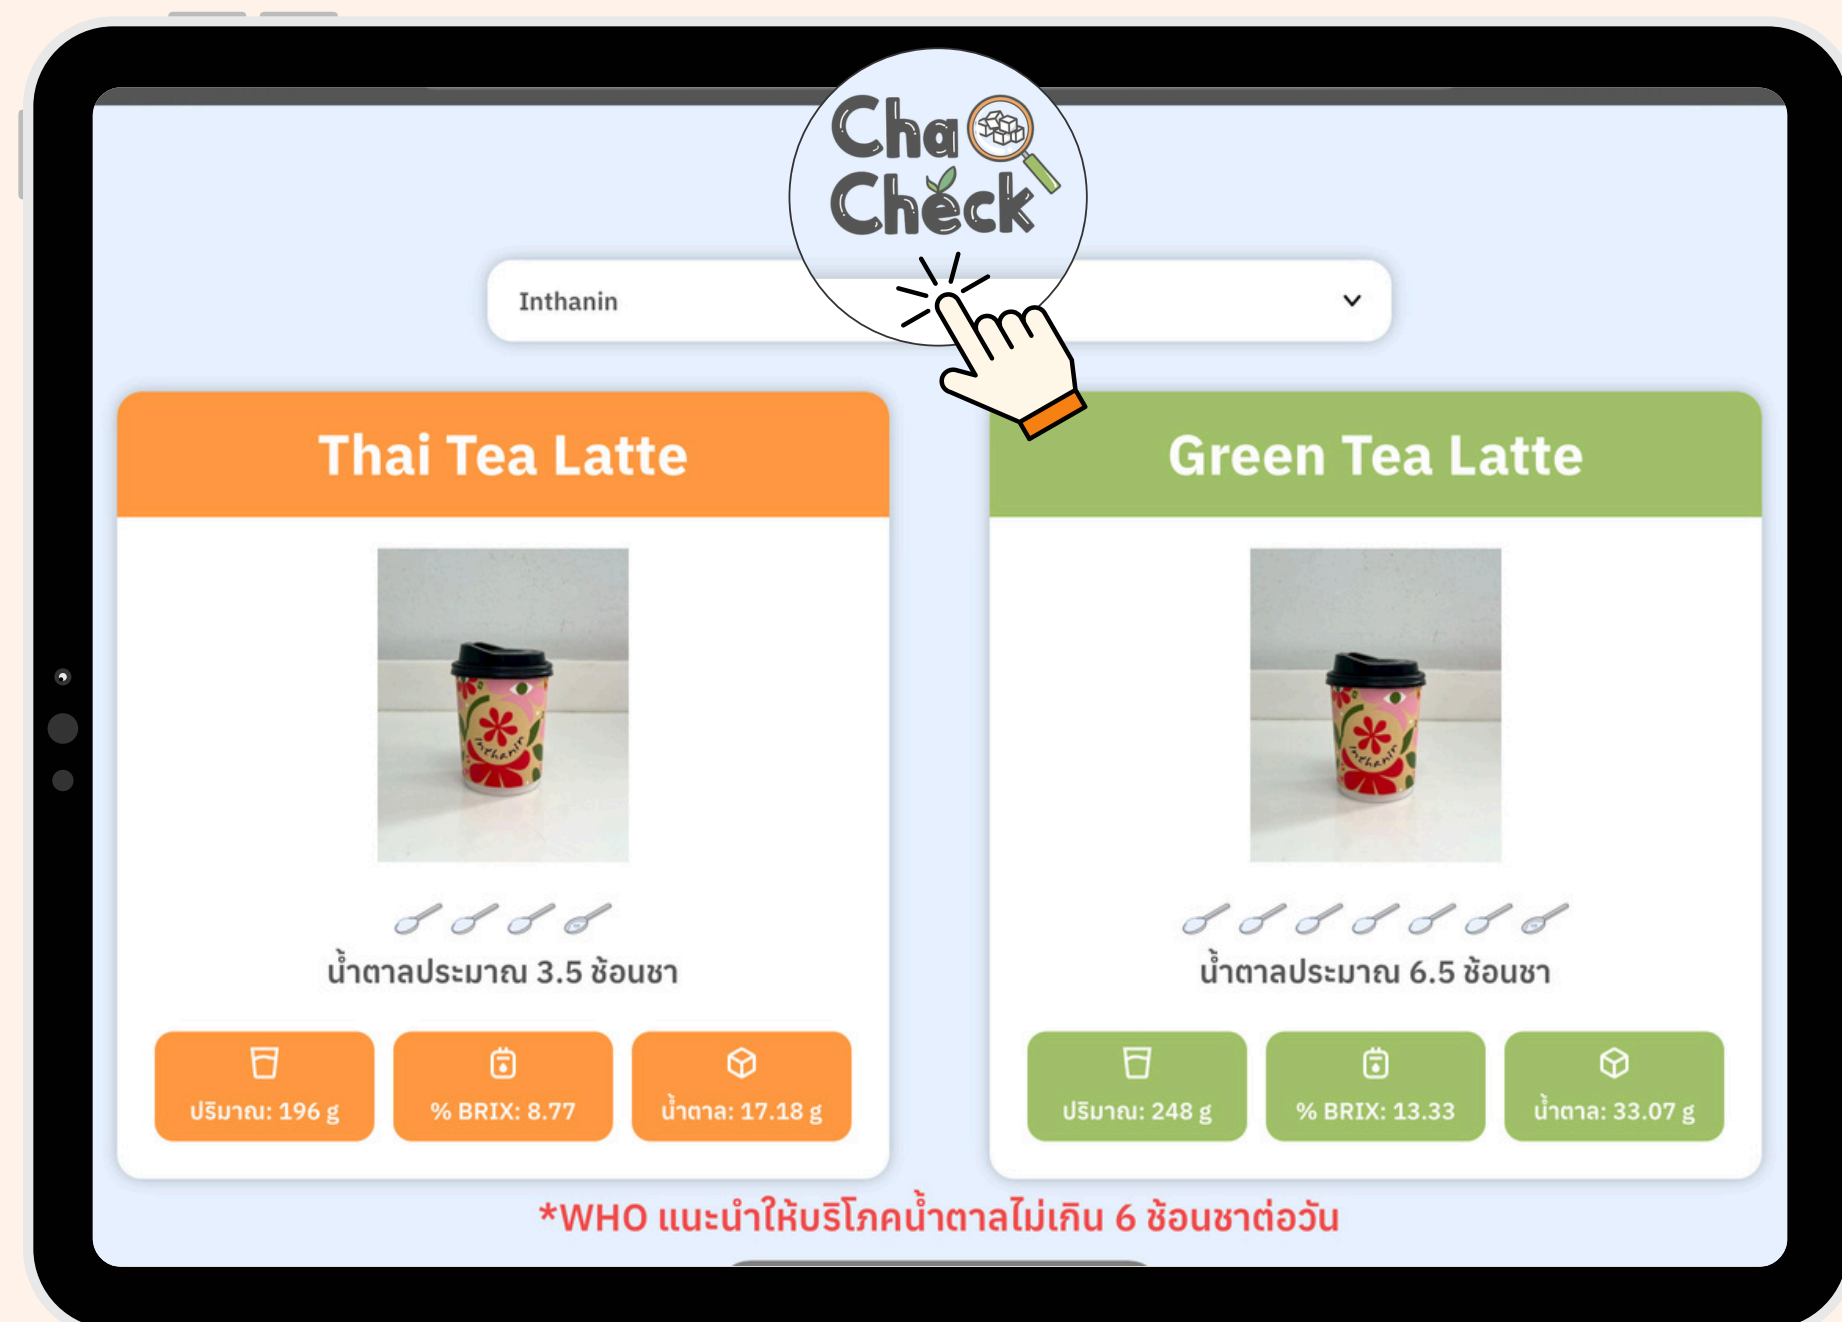 Cha
Check
Inthanin
Thai Tea Latte
Inthanin
น้ำตาลประมาณ 3.5 ช้อนชา
ปริมาณ: 196 g
% BRIX: 8.77
น้ำตาล: 17.18 g
Green Tea Latte
Inthanin
น้ำตาลประมาณ 6.5 ช้อนชา
ปริมาณ: 248 g
% BRIX: 13.33
น้ำตาล: 33.07 g
*WHO แนะนำให้บริโภคน้ำตาลไม่เกิน 6 ช้อนชาต่อวัน